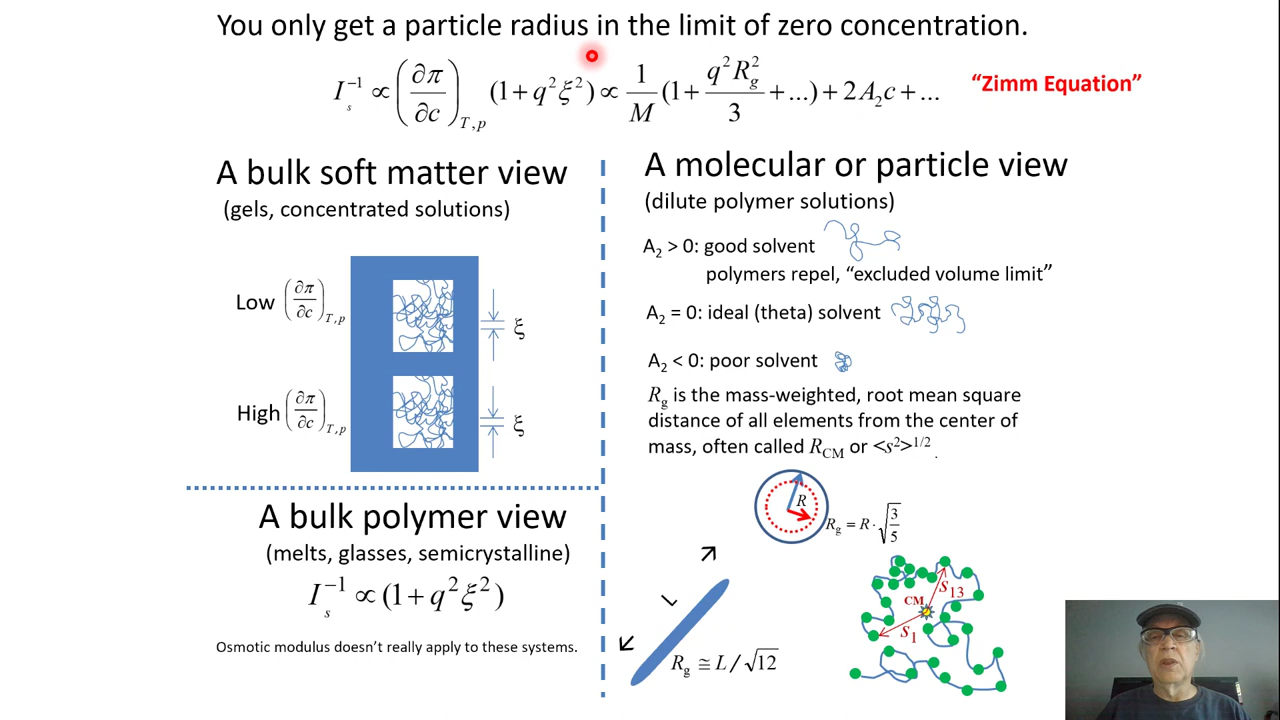 You only get a particle radius in the limit of zero concentration.
I_s^{-1} ∝ (∂π/∂c)_{T,p} (1+q²ξ²) ∝ 1/M (1+ q²R_g²/3 +...)+2A₂c+...
“Zimm Equation”
A bulk soft matter view
(gels, concentrated solutions)
Low (∂π/∂c)_{T,p}
ξ
High (∂π/∂c)_{T,p}
ξ
A bulk polymer view
(melts, glasses, semicrystalline)
I_s^{-1} ∝ (1+q²ξ²)
Osmotic modulus doesn’t really apply to these systems.
A molecular or particle view
(dilute polymer solutions)
A₂ > 0: good solvent
polymers repel, “excluded volume limit”
A₂ = 0: ideal (theta) solvent
A₂ < 0: poor solvent
R_g is the mass-weighted, root mean square
distance of all elements from the center of
mass, often called R_CM or <s²>^{1/2} .
R
R_g = R·√(3/5)
L
R_g ≅ L/√12
CM
S₁₃
S₁